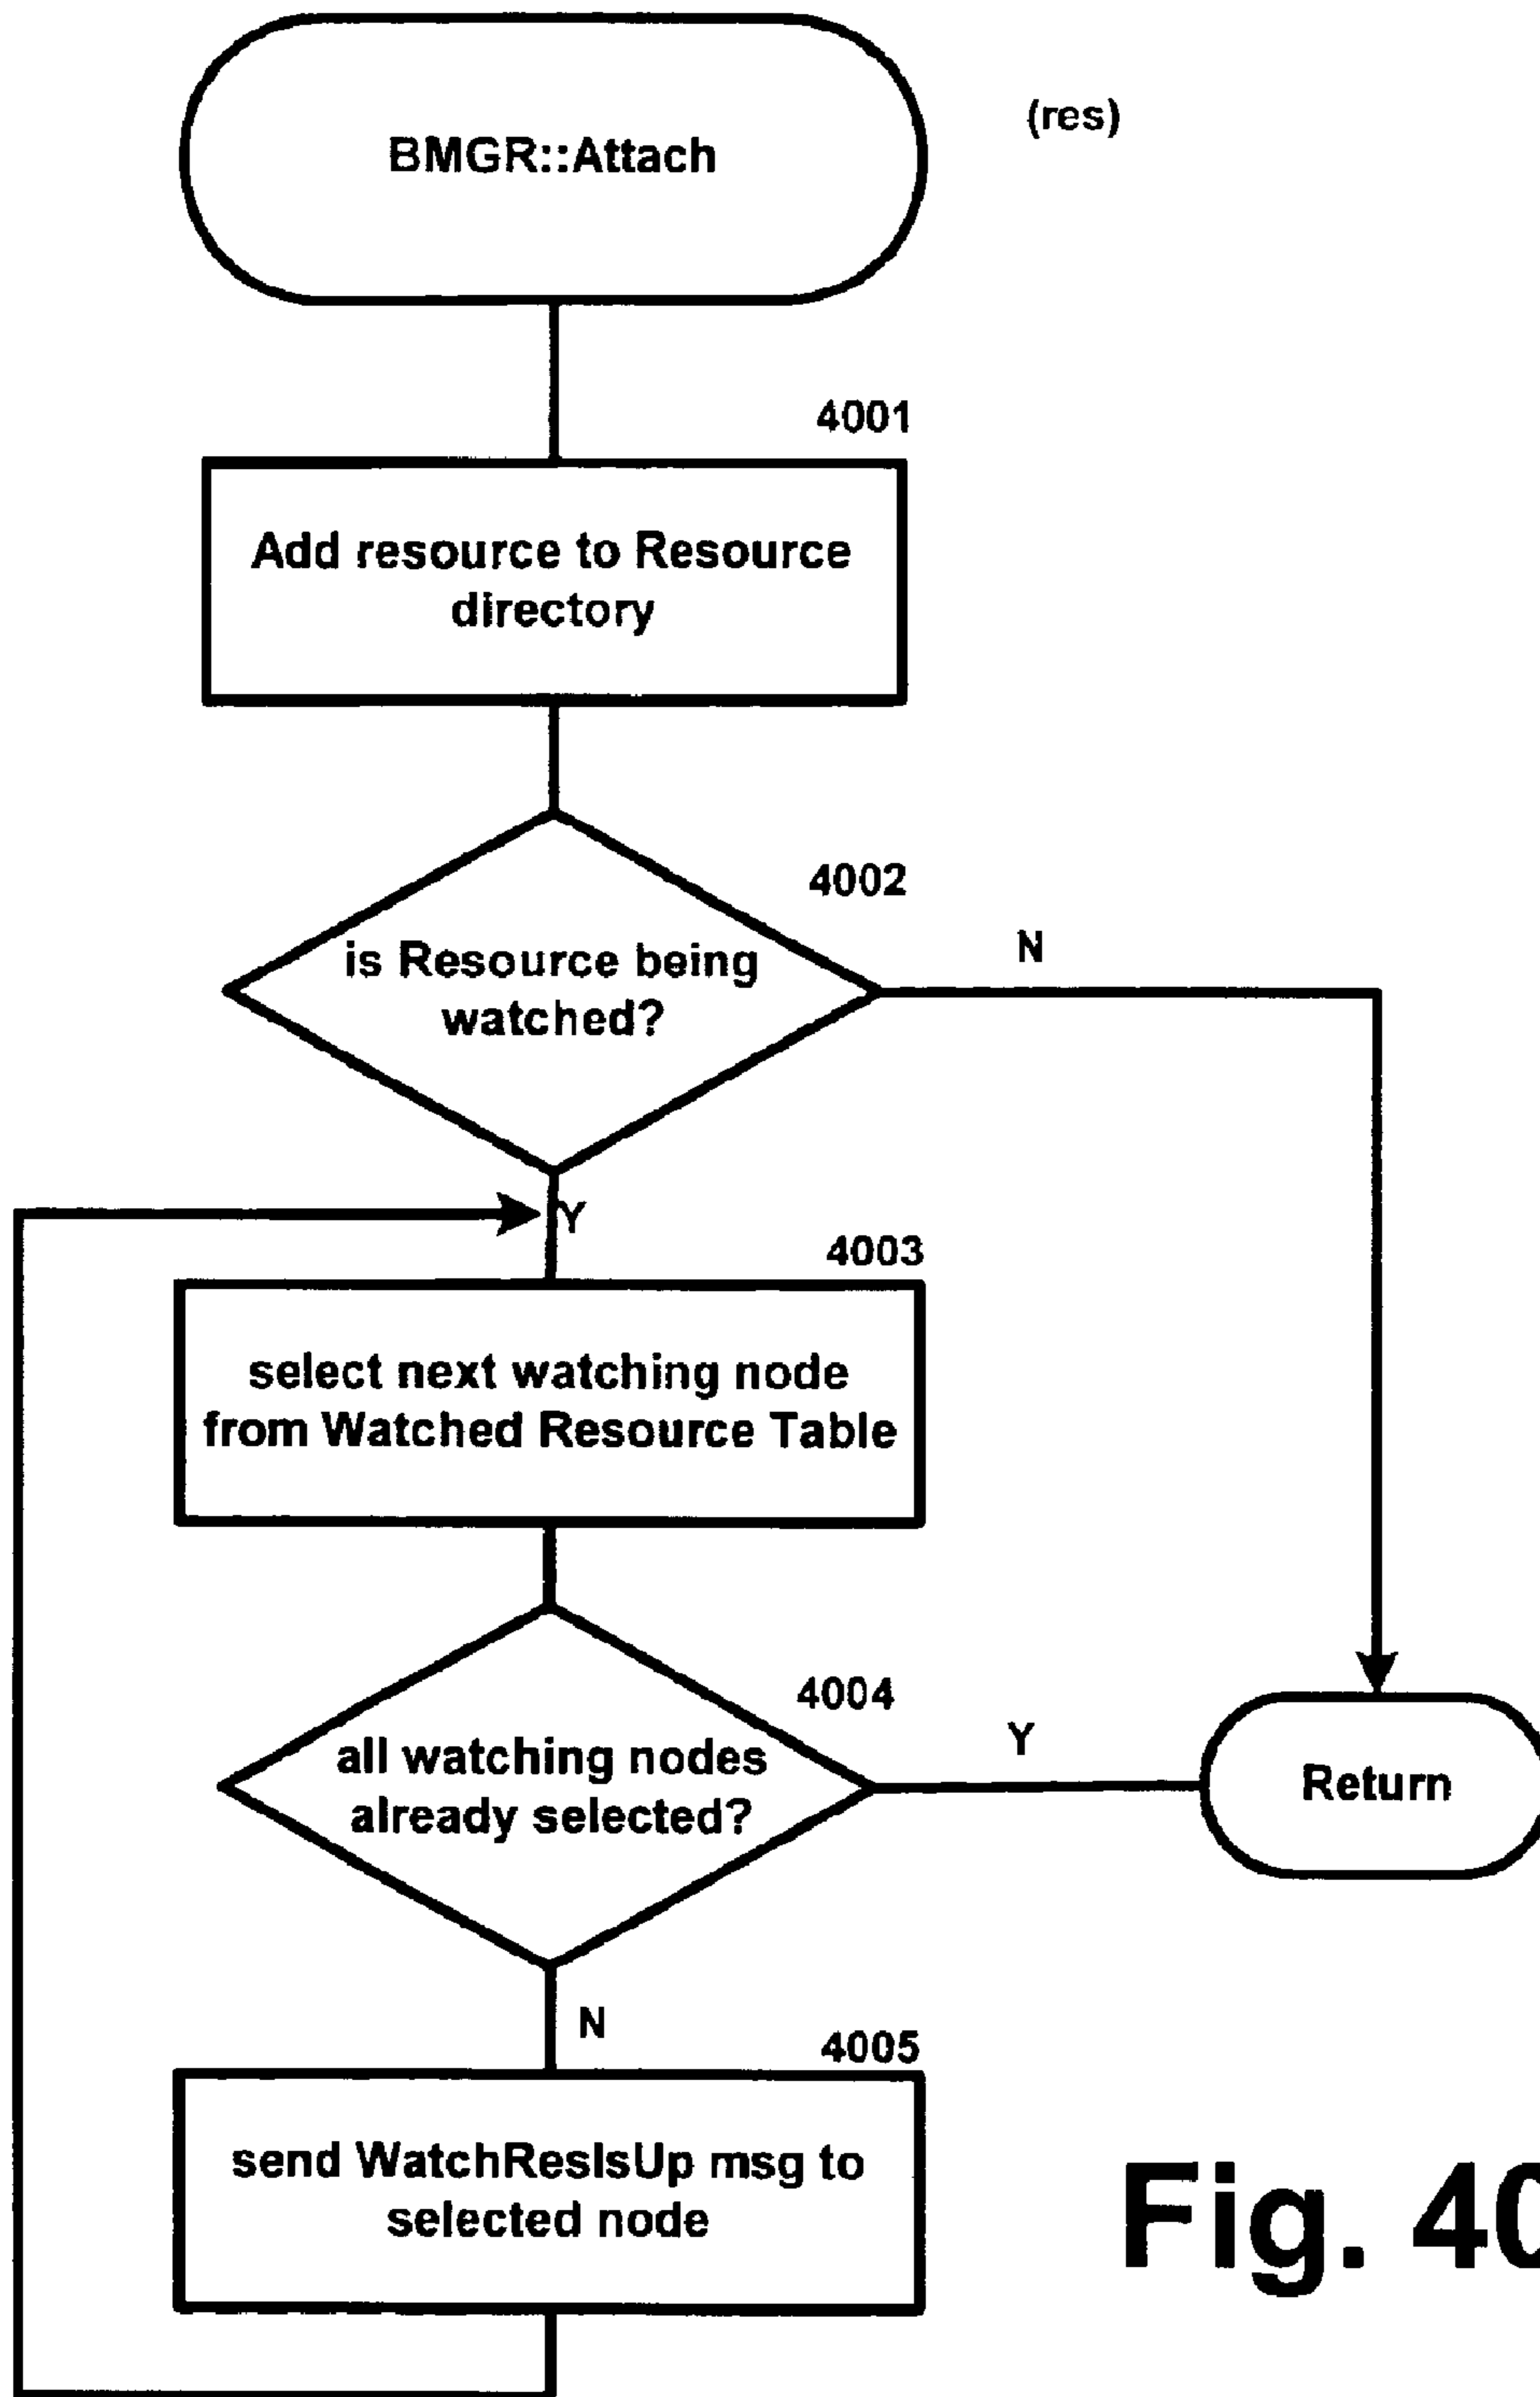 BMGR::Attach
(res)
4001
Add resource to Resource
directory
4002
is Resource being
watched?
N
Y
4003
select next watching node
from Watched Resource Table
4004
all watching nodes
already selected?
Y
Return
N
4005
send WatchResIsUp msg to
selected node
Fig. 40